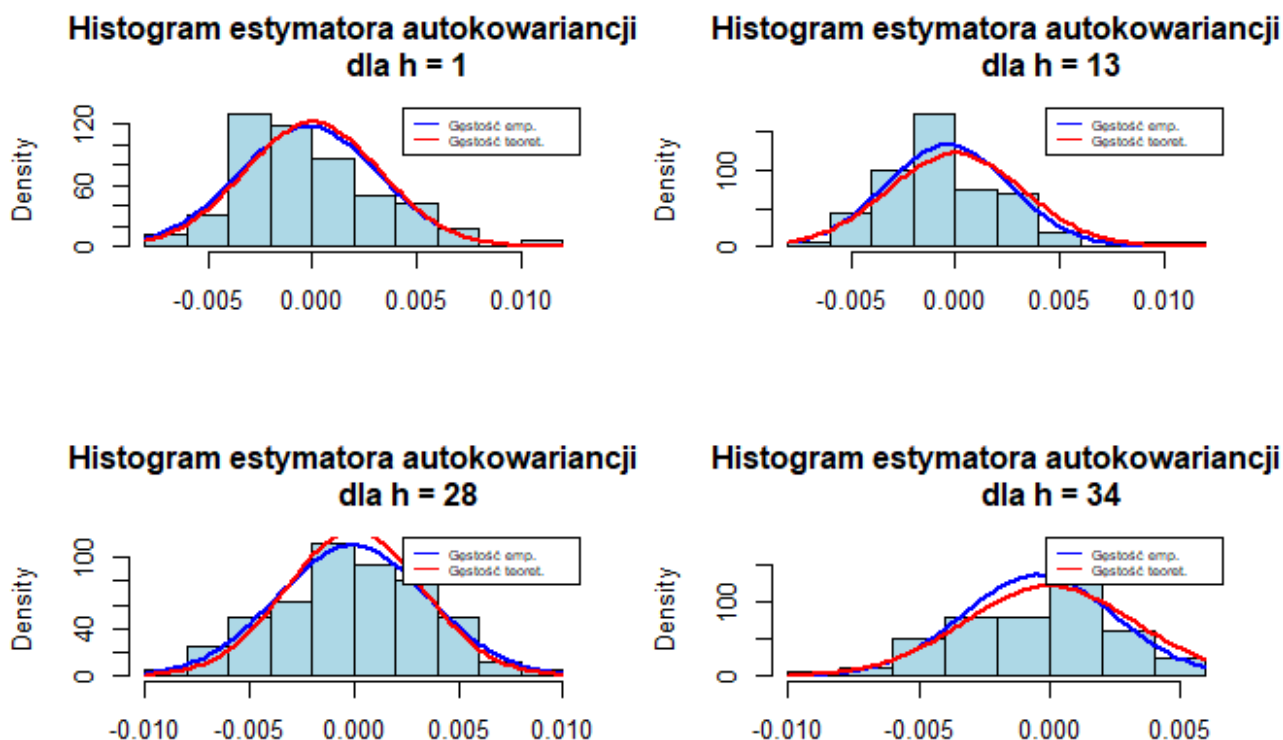 Histogram estymatora autokowariancji
dla h = 1
Density
0 60 120
Gęstość emp.
Gęstość teoret.
-0.005 0.000 0.005 0.010
Histogram estymatora autokowariancji
dla h = 13
Density
0 100
Gęstość emp.
Gęstość teoret.
-0.005 0.000 0.005 0.010
Histogram estymatora autokowariancji
dla h = 28
Density
0 40 100
Gęstość emp.
Gęstość teoret.
-0.010 -0.005 0.000 0.005 0.010
Histogram estymatora autokowariancji
dla h = 34
Density
0 100
Gęstość emp.
Gęstość teoret.
-0.010 -0.005 0.000 0.005